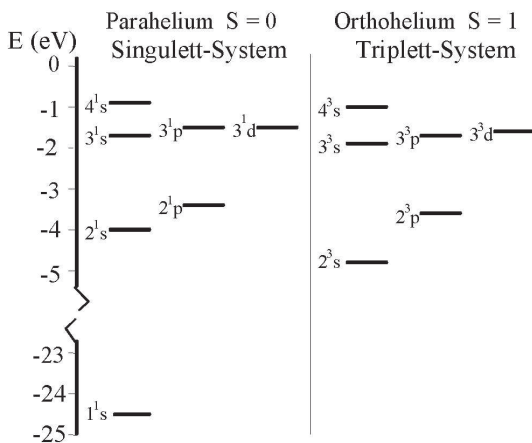 Parahelium S = 0
Orthohelium S = 1
E (eV)
Singulett-System
Triplett-System
0
-1
-2
-3
-4
-5
-23
-24
-25
4¹s
3¹s
3¹p
3¹d
2¹p
2¹s
1¹s
4³s
3³s
3³p
3³d
2³p
2³s